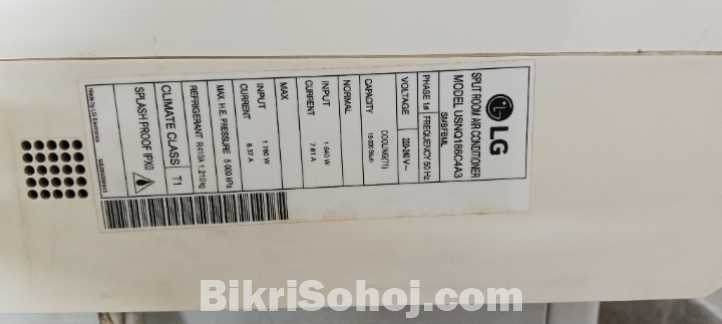 LG
SPLIT ROOM AIR CONDITIONER
MODEL USNQ186C4A3
SMBFBML
PHASE 1ø FREQUENCY 50 Hz
VOLTAGE 220-240 V~
COOLING(T1)
CAPACITY 18 000 Btu/h
NORMAL
INPUT 1 640 W
CURRENT 7.61 A
MAX
INPUT 1 780 W
CURRENT 8.37 A
MAX. H.E. PRESSURE 5 000 kPa
REFRIGERANT R410A 1,210kg
CLIMATE CLASS T1
SPLASH PROOF IPX0
Made by LG Electronics
BikriSohoj.com